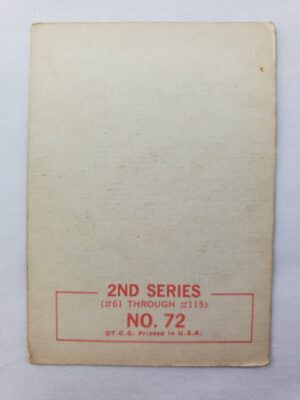 2ND SERIES
(#61 THROUGH #115)
NO. 72
©T.C.G. Printed in U.S.A.